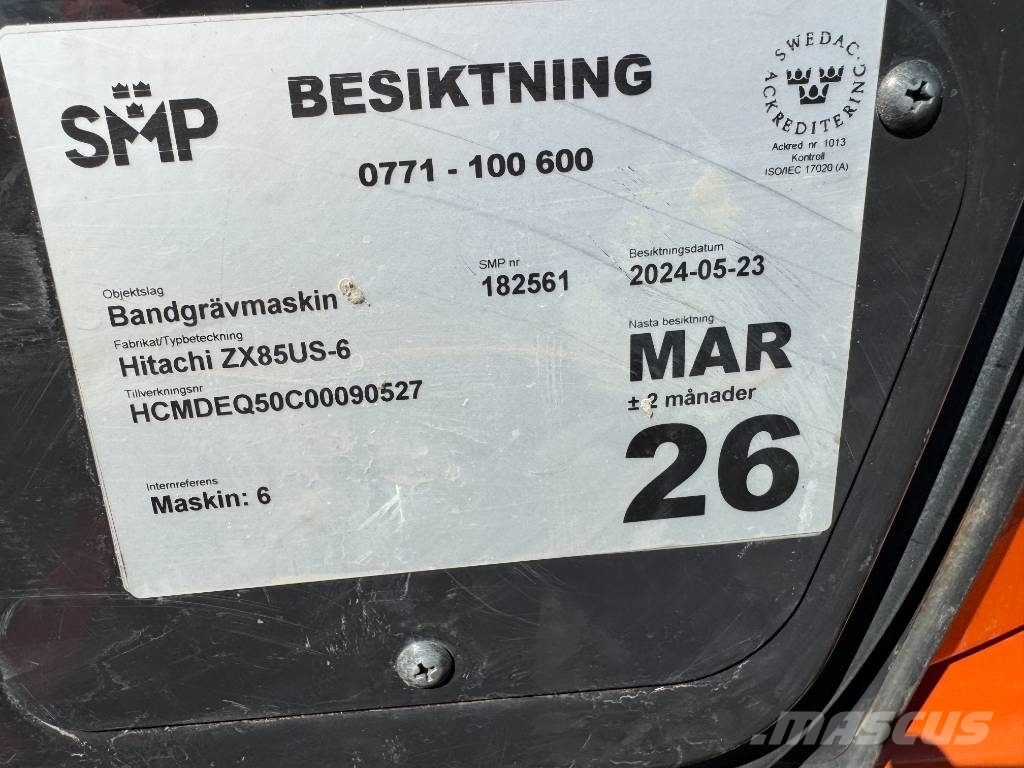 SMP
BESIKTNING
0771 - 100 600
SWEDAC. ACKREDITERING
Ackred nr 1013
Kontroll
ISO/IEC 17020 (A)
Objektslag
Bandgrävmaskin
SMP nr
182561
Besiktningsdatum
2024-05-23
Fabrikat/Typbeteckning
Hitachi ZX85US-6
Tillverkningsnr
HCMDEQ50C00090527
Nasta besiktning
MAR
± 2 månader
26
Internreferens
Maskin: 6
MASCUS